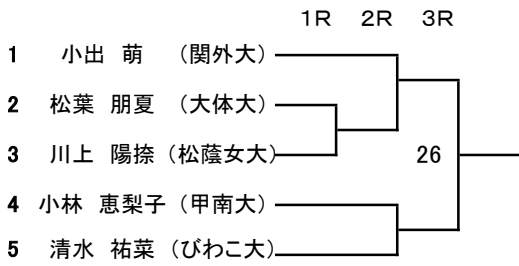 1R 2R 3R
1 小出 萌 (関外大)
2 松葉 朋夏 (大体大)
3 川上 陽捺 (松蔭女大)
26
4 小林 恵梨子 (甲南大)
5 清水 祐菜 (びわこ大)